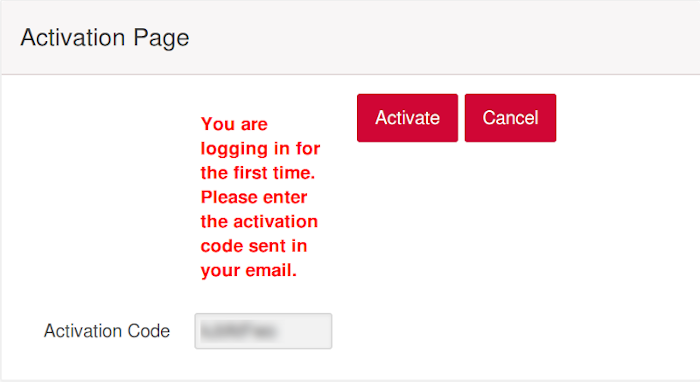 Activation Page
You are
logging in for
the first time.
Please enter
the activation
code sent in
your email.
Activate
Cancel
Activation Code